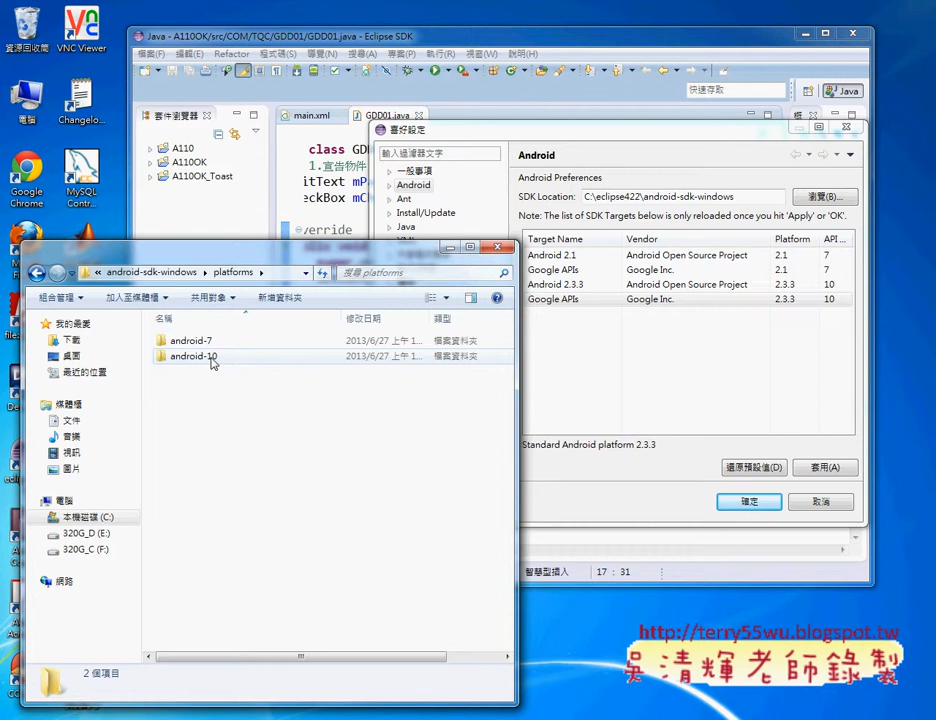 資源回收筒
VNC Viewer
電腦
Changelo...
Google
Chrome
MySQL
Contr...
Java - A110OK/src/COM/TQC/GDD01/GDD01.java - Eclipse SDK
檔案(F) 編輯(E) Refactor 程式碼(S) 導覽(N) 搜尋(A) 專案(P) 執行(R) 視窗(W) 說明(H)
快速存取
Java
套件瀏覽器
A110
A110OK
A110OK_Toast
main.xml
GDD01.java
class GD
1.宣告物件
itText mP
eckBox mC
verride
喜好設定
輸入過濾器文字
一般事項
Android
Ant
Install/Update
Java
Android
Android Preferences
SDK Location: C:\eclipse422\android-sdk-windows 瀏覽(B)...
Note: The list of SDK Targets below is only reloaded once you hit 'Apply' or 'OK'.
Target Name Vendor Platform API ...
Android 2.1 Android Open Source Project 2.1 7
Google APIs Google Inc. 2.1 7
Android 2.3.3 Android Open Source Project 2.3.3 10
Google APIs Google Inc. 2.3.3 10
Standard Android platform 2.3.3
還原預設值(D) 套用(A)
確定 取消
智慧型插入 17 : 31
« android-sdk-windows platforms
搜尋 platforms
組合管理 加入至媒體櫃 共用對象 新增資料夾
名稱 修改日期 類型
android-7 2013/6/27 上午 1... 檔案資料夾
android-10 2013/6/27 上午 1... 檔案資料夾
我的最愛
下載
桌面
最近的位置
媒體櫃
文件
音樂
視訊
圖片
電腦
本機磁碟 (C:)
320G_D (E:)
320G_C (F:)
網路
2 個項目
http://terry55wu.blogspot.tw
吳清輝老師錄製